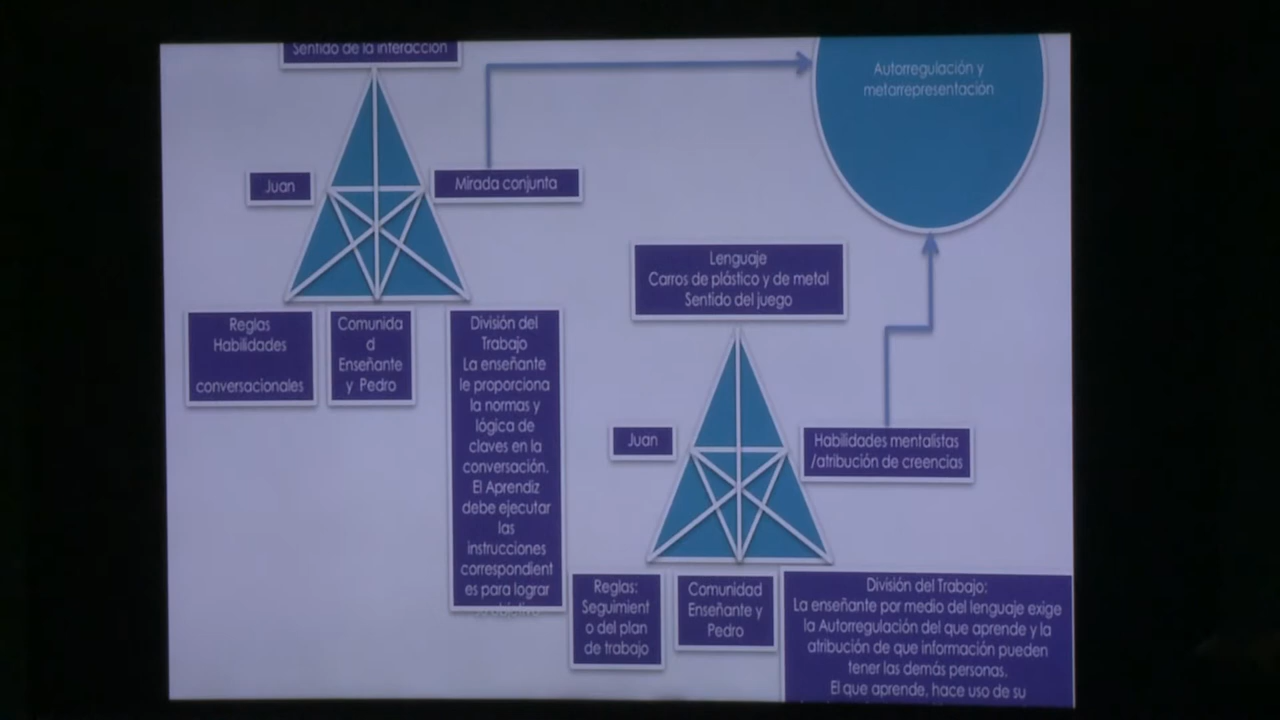 Sentido de la interacción
Autorregulación y
metarrepresentación
Juan
Mirada conjunta
Reglas
Habilidades
conversacionales
Comunida
d
Enseñante
y Pedro
División del
Trabajo
La enseñante
le proporciona
la normas y
lógica de
claves en la
conversación.
El Aprendiz
debe ejecutar
las
instrucciones
correspondient
es para lograr
su objetivo
Lenguaje
Carros de plástico y de metal
Sentido del juego
Juan
Habilidades mentalistas
/atribución de creencias
Reglas:
Seguimient
o del plan
de trabajo
Comunidad
Enseñante y
Pedro
División del Trabajo:
La enseñante por medio del lenguaje exige
la Autorregulación del que aprende y la
atribución de que información pueden
tener las demás personas.
El que aprende, hace uso de su